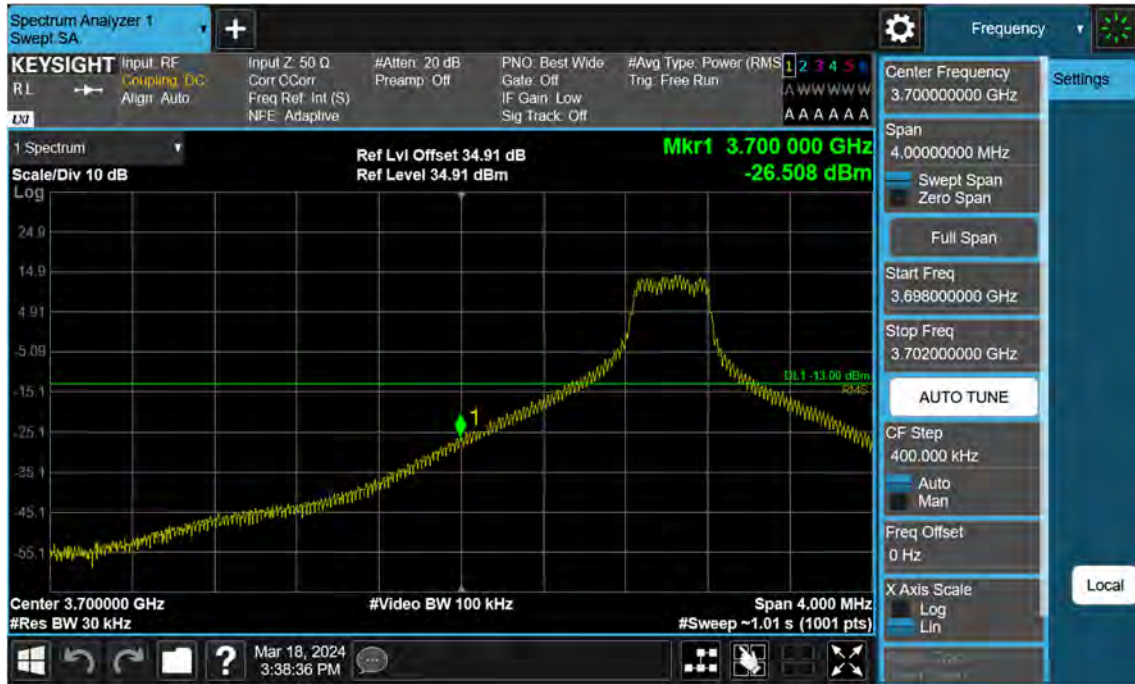 Spectrum Analyzer 1
Swept SA
Frequency
KEYSIGHT
R L
LXI
Input: RF
Coupling: DC
Align: Auto
Input Z: 50 Ω
Corr CCorr
Freq Ref: Int (S)
NFE: Adaptive
#Atten: 20 dB
Preamp: Off
PNO: Best Wide
Gate: Off
IF Gain: Low
Sig Track: Off
#Avg Type: Power (RMS
Trig: Free Run
1 2 3 4 5 6
A W W W W W
A A A A A A
1 Spectrum
Scale/Div 10 dB
Log
Ref Lvl Offset 34.91 dB
Ref Level 34.91 dBm
Mkr1 3.700 000 GHz
-26.508 dBm
24.9
14.9
4.91
-5.09
-15.1
-25.1
-35.1
-45.1
-55.1
DL1 -13.00 dBm
RMS
1
Center 3.700000 GHz
#Res BW 30 kHz
#Video BW 100 kHz
Span 4.000 MHz
#Sweep ~1.01 s (1001 pts)
Center Frequency
3.700000000 GHz
Span
4.00000000 MHz
Swept Span
Zero Span
Full Span
Start Freq
3.698000000 GHz
Stop Freq
3.702000000 GHz
AUTO TUNE
CF Step
400.000 kHz
Auto
Man
Freq Offset
0 Hz
X Axis Scale
Log
Lin
Settings
Local
?
Mar 18, 2024
3:38:36 PM